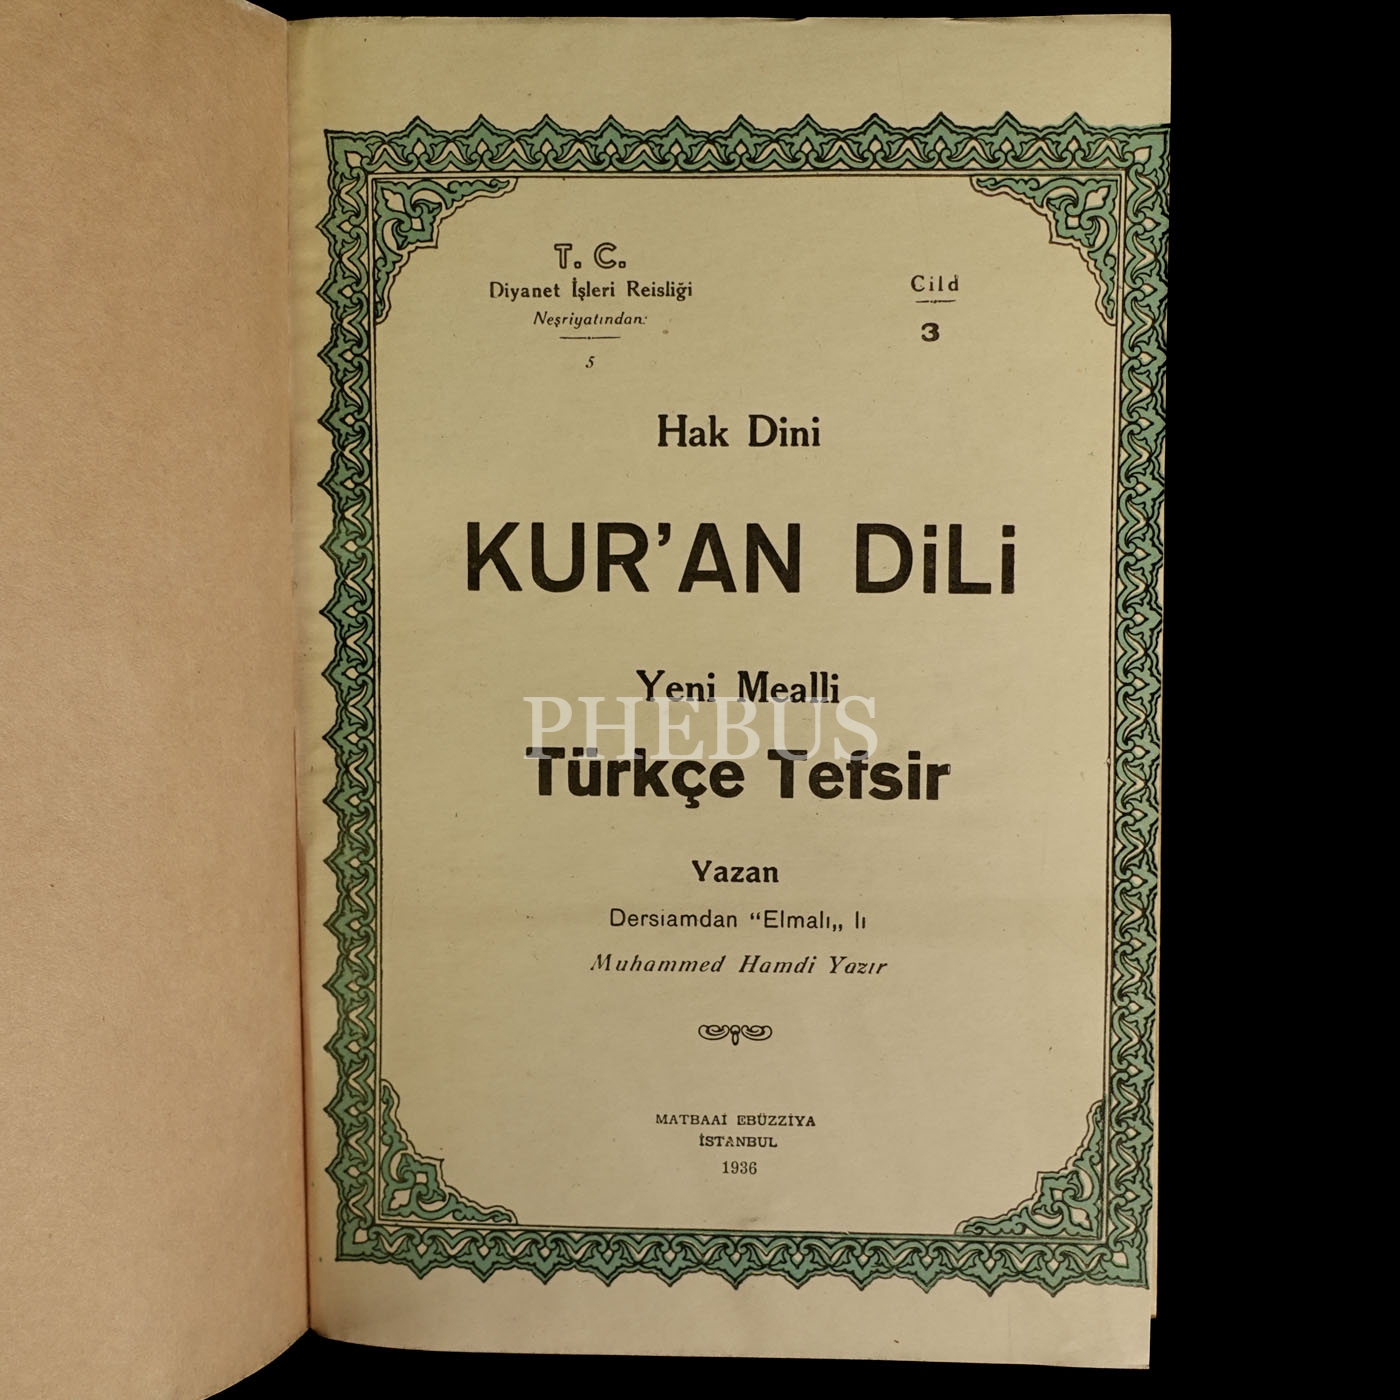 T. C.
Diyanet İşleri Reisliği
Neşriyatından:
5
Cild
3
Hak Dini
KUR'AN DiLi
Yeni Mealli
PHEBUS
Türkçe Tefsir
Yazan
Dersiamdan “Elmalı„ lı
Muhammed Hamdi Yazır
MATBAAİ EBÜZZİYA
İSTANBUL
1936